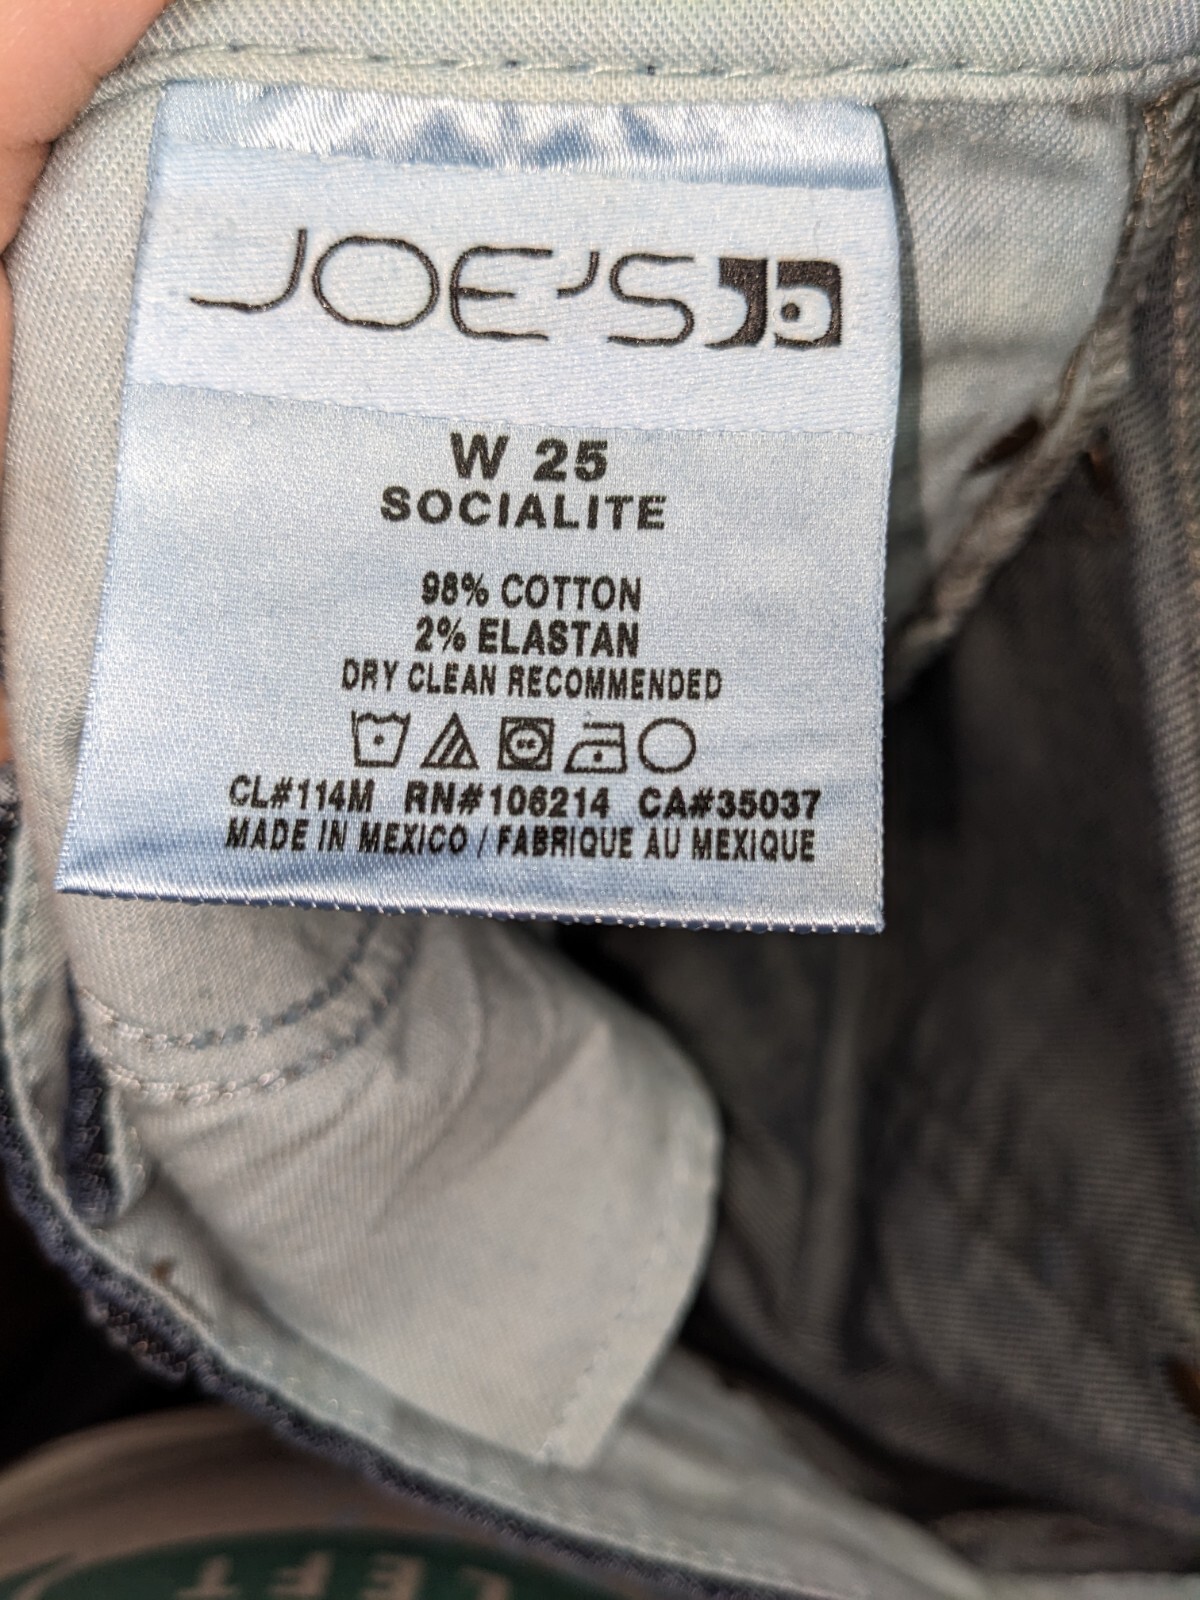 JOE'S
W 25
SOCIALITE
98% COTTON
2% ELASTAN
DRY CLEAN RECOMMENDED
CL#114M RN#106214 CA#35037
MADE IN MEXICO / FABRIQUE AU MEXIQUE
LEFT